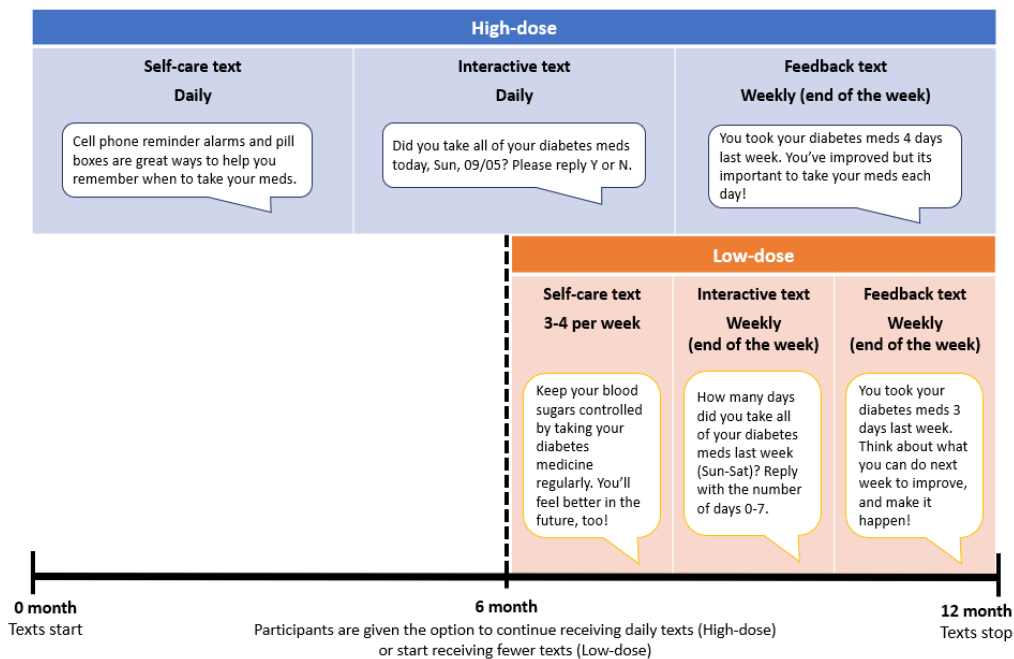 High-dose
Self-care text
Daily
Cell phone reminder alarms and pill
boxes are great ways to help you
remember when to take your meds.
Interactive text
Daily
Did you take all of your diabetes meds
today, Sun, 09/05? Please reply Y or N.
Feedback text
Weekly (end of the week)
You took your diabetes meds 4 days
last week. You've improved but its
important to take your meds each
day!
Low-dose
Self-care text
3-4 per week
Keep your blood
sugars controlled
by taking your
diabetes
medicine
regularly. You'll
feel better in the
future, too!
Interactive text
Weekly
(end of the week)
How many days
did you take all
of your diabetes
meds last week
(Sun-Sat)? Reply
with the number
of days 0-7.
Feedback text
Weekly
(end of the week)
You took your
diabetes meds 3
days last week.
Think about what
you can do next
week to improve,
and make it
happen!
0 month
Texts start
6 month
Participants are given the option to continue receiving daily texts (High-dose)
or start receiving fewer texts (Low-dose)
12 month
Texts stop